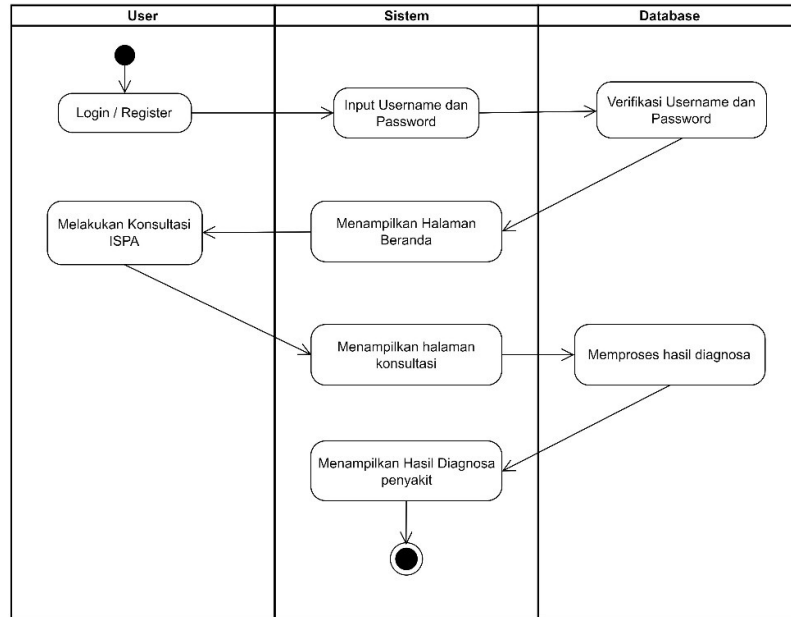 User
Sistem
Database
Login / Register
Input Username dan
Password
Verifikasi Username dan
Password
Melakukan Konsultasi
ISPA
Menampilkan Halaman
Beranda
Menampilkan halaman
konsultasi
Memproses hasil diagnosa
Menampilkan Hasil Diagnosa
penyakit